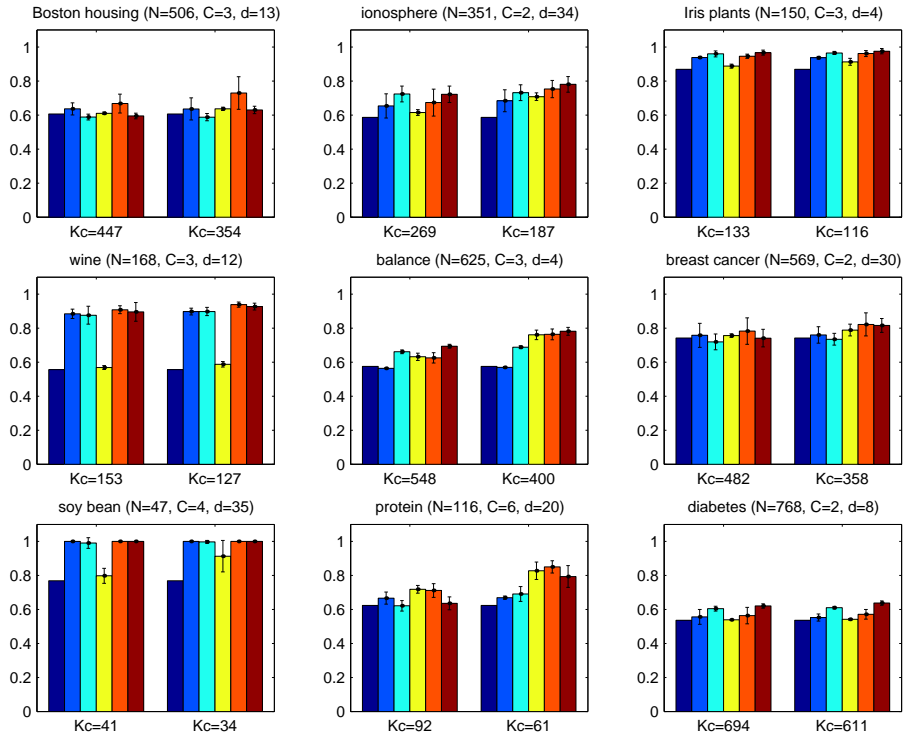 Boston housing (N=506, C=3, d=13)
1
0.8
0.6
0.4
0.2
0
Kc=447
Kc=354
ionosphere (N=351, C=2, d=34)
1
0.8
0.6
0.4
0.2
0
Kc=269
Kc=187
Iris plants (N=150, C=3, d=4)
1
0.8
0.6
0.4
0.2
0
Kc=133
Kc=116
wine (N=168, C=3, d=12)
1
0.8
0.6
0.4
0.2
0
Kc=153
Kc=127
balance (N=625, C=3, d=4)
1
0.8
0.6
0.4
0.2
0
Kc=548
Kc=400
breast cancer (N=569, C=2, d=30)
1
0.8
0.6
0.4
0.2
0
Kc=482
Kc=358
soy bean (N=47, C=4, d=35)
1
0.8
0.6
0.4
0.2
0
Kc=41
Kc=34
protein (N=116, C=6, d=20)
1
0.8
0.6
0.4
0.2
0
Kc=92
Kc=61
diabetes (N=768, C=2, d=8)
1
0.8
0.6
0.4
0.2
0
Kc=694
Kc=611